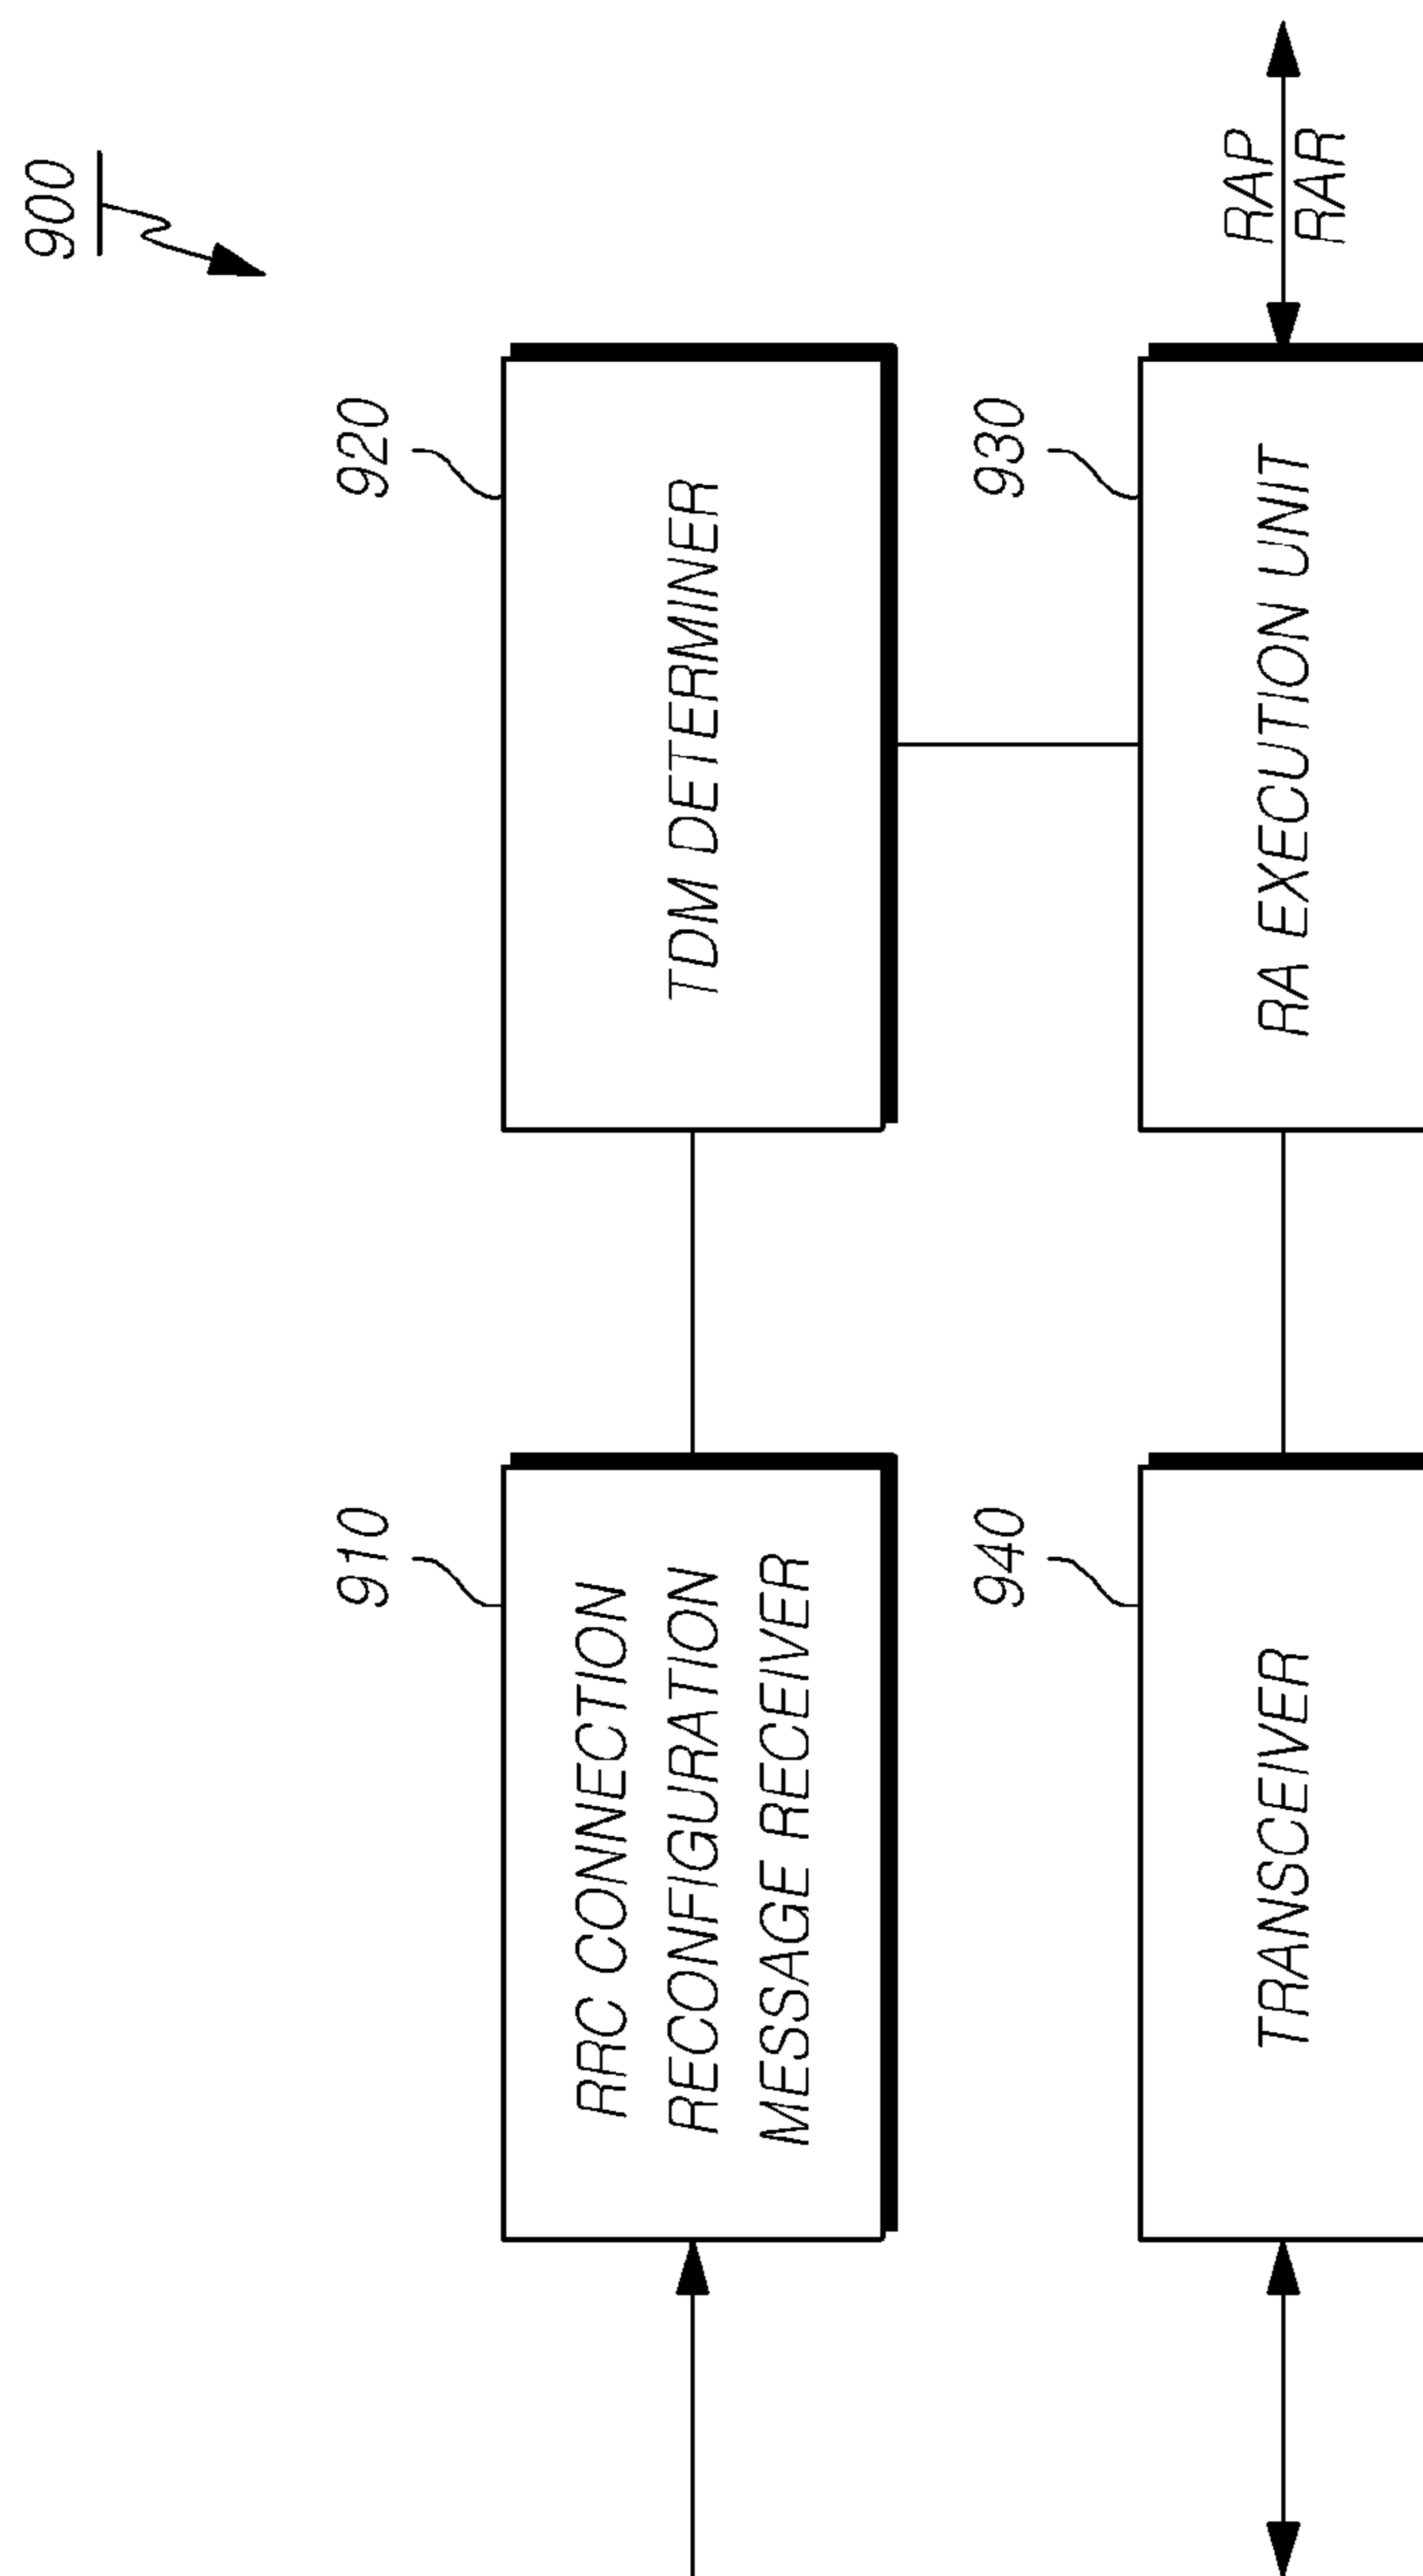 900
910
RRC CONNECTION
RECONFIGURATION
MESSAGE RECEIVER
920
TDM DETERMINER
940
TRANSCEIVER
930
RA EXECUTION UNIT
RAP
RAR